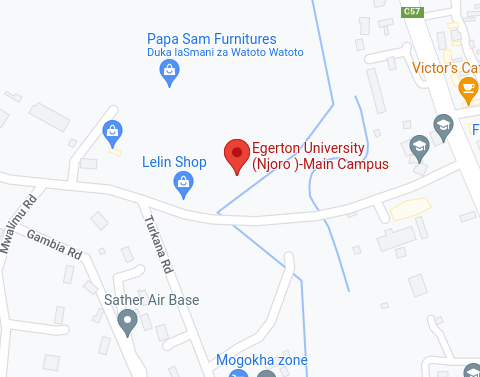 C57
Papa Sam Furnitures
Duka laSmani za Watoto Watoto
Victor's Cat
Egerton University
(Njoro )-Main Campus
F
Lelin Shop
Mwalimu Rd
Gambia Rd
Turkana Rd
Sather Air Base
Mogokha zone